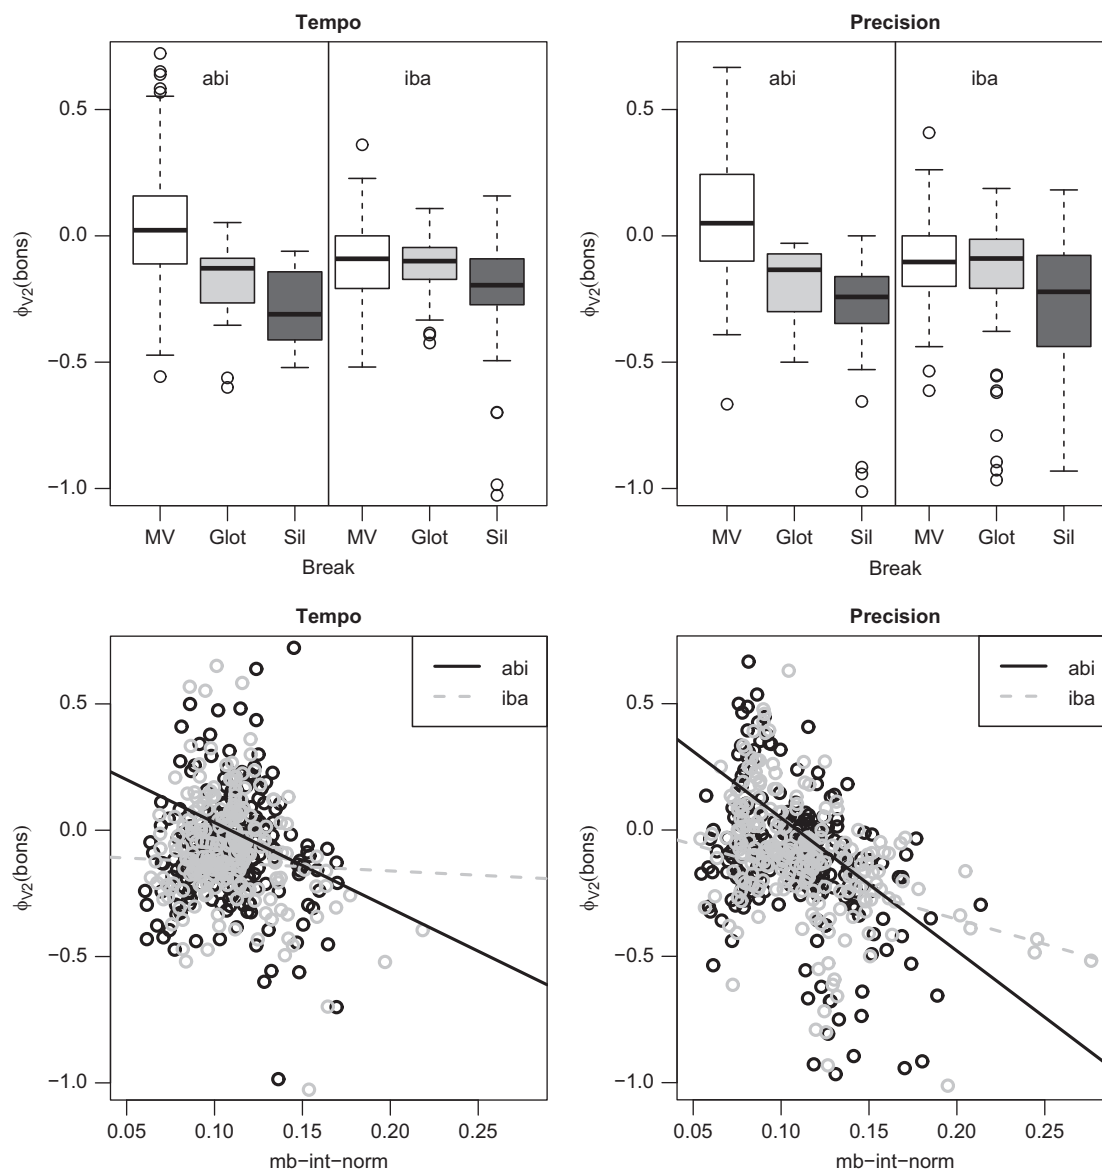 Tempo
abi
iba
0.5
0.0
−0.5
−1.0
ϕV2(bons)
MV
Glot
Sil
MV
Glot
Sil
Break
Precision
abi
iba
0.5
0.0
−0.5
−1.0
ϕV2(bons)
MV
Glot
Sil
MV
Glot
Sil
Break
Tempo
abi
iba
0.5
0.0
−0.5
−1.0
ϕV2(bons)
0.05
0.10
0.15
0.20
0.25
mb−int−norm
Precision
abi
iba
0.5
0.0
−0.5
−1.0
ϕV2(bons)
0.05
0.10
0.15
0.20
0.25
mb−int−norm